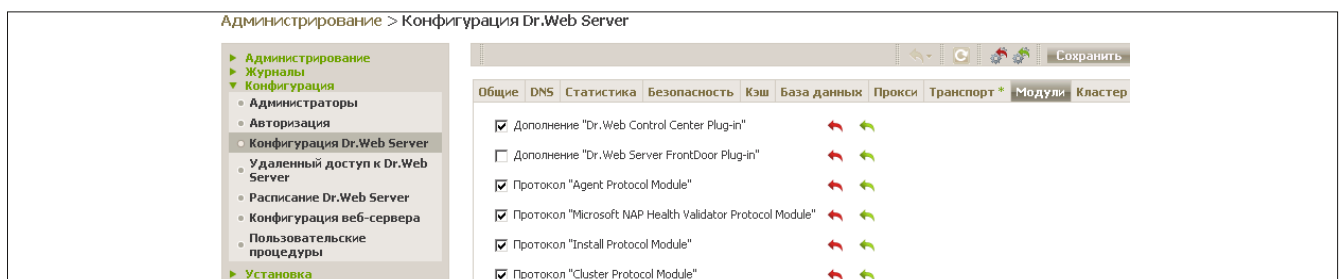 Администрирование > Конфигурация Dr.Web Server
Администрирование
Журналы
Конфигурация
Администраторы
Авторизация
Конфигурация Dr.Web Server
Удаленный доступ к Dr.Web
Server
Расписание Dr.Web Server
Конфигурация веб-сервера
Пользовательские
процедуры
Установка
Сохранить
Общие DNS Статистика Безопасность Кэш База данных Прокси Транспорт * Модули Кластер
Дополнение "Dr.Web Control Center Plug-in"
Дополнение "Dr.Web Server FrontDoor Plug-in"
Протокол "Agent Protocol Module"
Протокол "Microsoft NAP Health Validator Protocol Module"
Протокол "Install Protocol Module"
Протокол "Cluster Protocol Module"